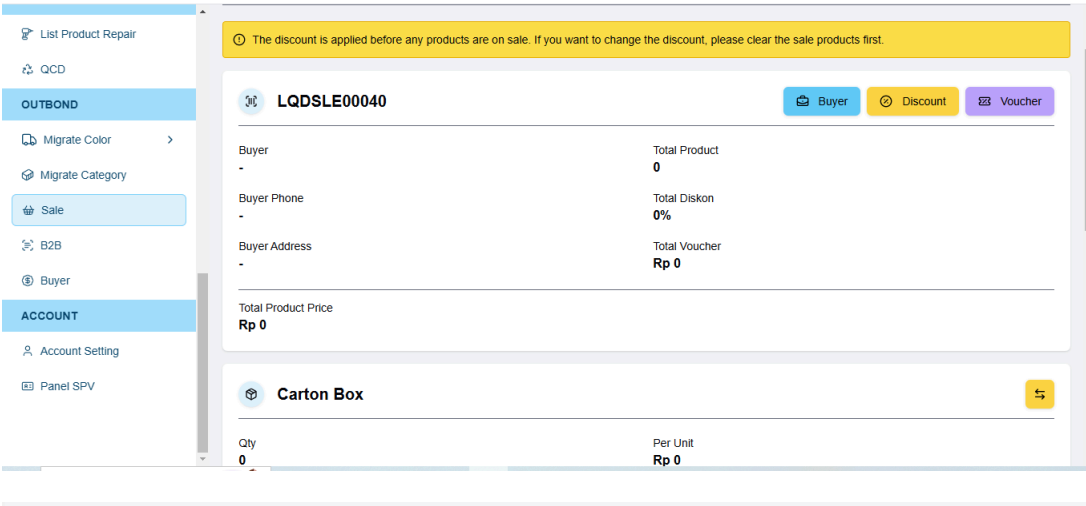 List Product Repair
QCD
OUTBOND
Migrate Color
Migrate Category
Sale
B2B
Buyer
ACCOUNT
Account Setting
Panel SPV
The discount is applied before any products are on sale. If you want to change the discount, please clear the sale products first.
LQDSLE00040
Buyer
Discount
Voucher
Buyer
-
Total Product
0
Buyer Phone
-
Total Diskon
0%
Buyer Address
-
Total Voucher
Rp 0
Total Product Price
Rp 0
Carton Box
Qty
0
Per Unit
Rp 0